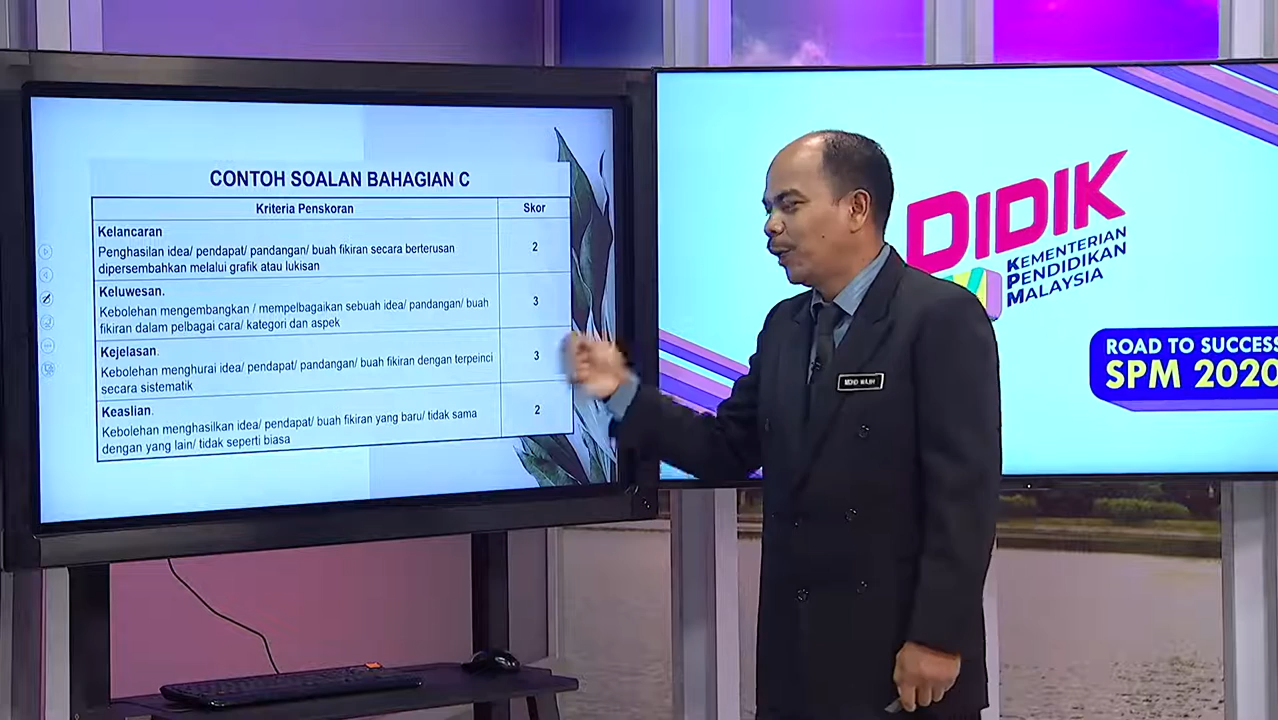 CONTOH SOALAN BAHAGIAN C
Kriteria Penskoran
Skor
Kelancaran
Penghasilan idea/ pendapat/ pandangan/ buah fikiran secara berterusan
dipersembahkan melalui grafik atau lukisan
2
Keluwesan.
Kebolehan mengembangkan / mempelbagaikan sebuah idea/ pandangan/ buah
fikiran dalam pelbagai cara/ kategori dan aspek
3
Kejelasan.
Kebolehan menghurai idea/ pendapat/ pandangan/ buah fikiran dengan terpeinci
secara sistematik
3
Keaslian.
Kebolehan menghasilkan idea/ pendapat/ buah fikiran yang baru/ tidak sama
dengan yang lain/ tidak seperti biasa
2
DIDIK
KEMENTERIAN
PENDIDIKAN
MALAYSIA
ROAD TO SUCCESS
SPM 2020
MOHD WAJIH